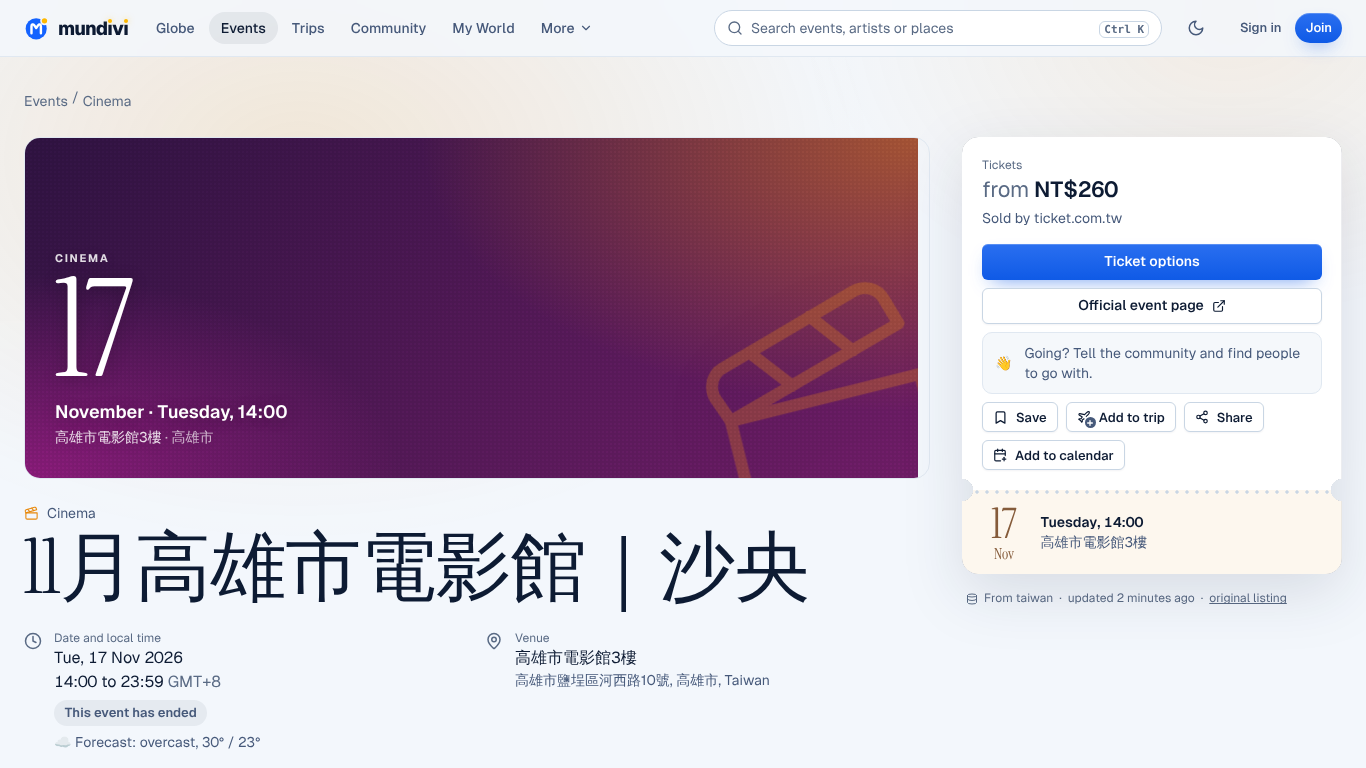 mundivi
Globe
Events
Trips
Community
My World
More
Search events, artists or places
Ctrl K
Sign in
Join
Events / Cinema
CINEMA
17
November · Tuesday, 14:00
高雄市電影館3樓 · 高雄市
Tickets
from NT$260
Sold by ticket.com.tw
Ticket options
Official event page
👋 Going? Tell the community and find people
to go with.
Save
Add to trip
Share
Add to calendar
17
Nov
Tuesday, 14:00
高雄市電影館3樓
From taiwan · updated 2 minutes ago · original listing
Cinema
11月高雄市電影館｜沙央
Date and local time
Tue, 17 Nov 2026
14:00 to 23:59 GMT+8
This event has ended
☁️ Forecast: overcast, 30° / 23°
Venue
高雄市電影館3樓
高雄市鹽埕區河西路10號, 高雄市, Taiwan